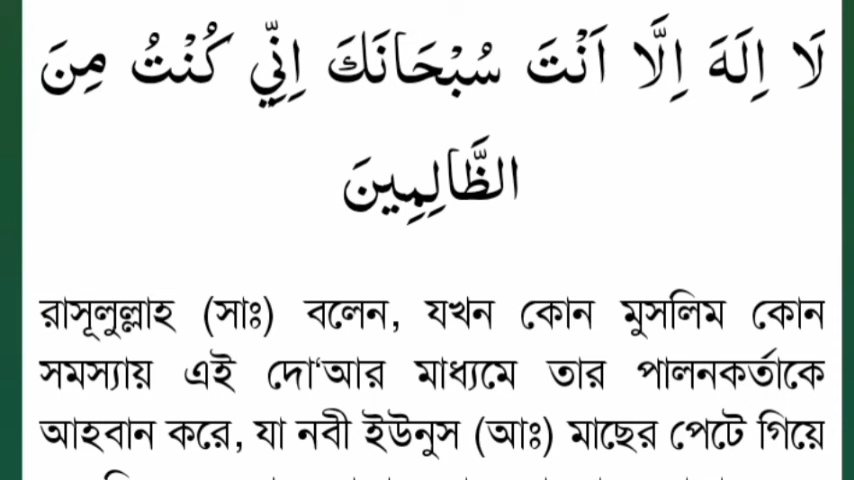 لَا اِلَهَ اِلَّا اَنْتَ سُبْحَانَكَ اِنِّي كُنْتُ مِنَ
الظَّالِمِينَ
রাসূলুল্লাহ (সাঃ) বলেন, যখন কোন মুসলিম কোন
সমস্যায় এই দো‘আর মাধ্যমে তার পালনকর্তাকে
আহবান করে, যা নবী ইউনুস (আঃ) মাছের পেটে গিয়ে